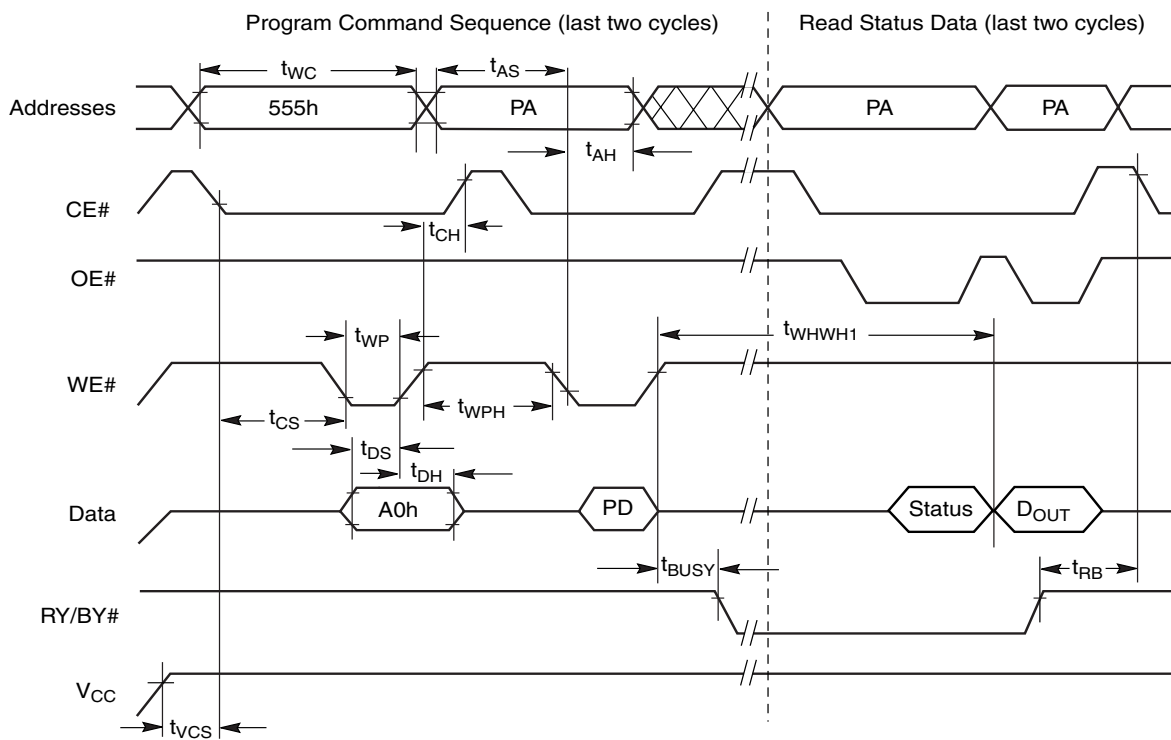 Program Command Sequence (last two cycles) Read Status Data (last two cycles)
tWC tAS
Addresses 555h PA PA PA
tAH
CE#
tCH
OE#
tWP tWHWH1
WE#
tCS tWPH
tDS
tDH
Data A0h PD Status DOUT
tBUSY tRB
RY/BY#
VCC
tVCS